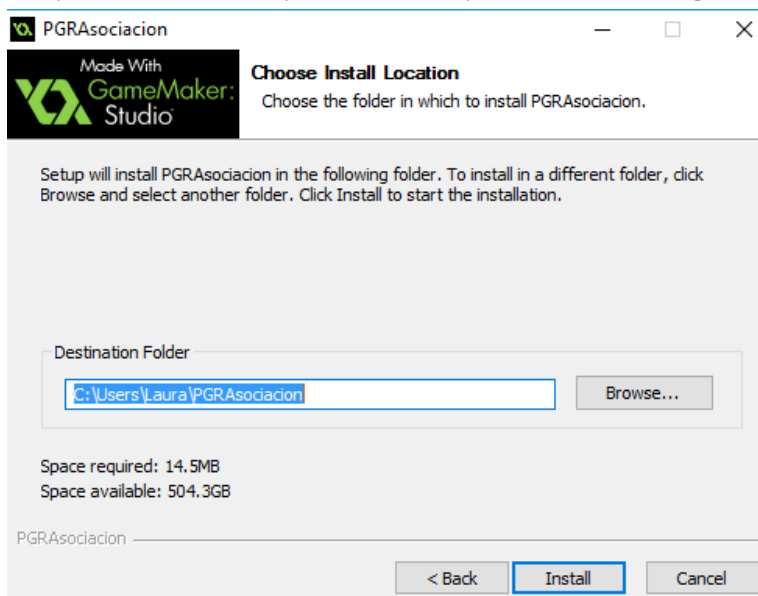 PGRAsociacion
Made With
GameMaker:
Studio
Choose Install Location
Choose the folder in which to install PGRAsociacion.
Setup will install PGRAsociacion in the following folder. To install in a different folder, click
Browse and select another folder. Click Install to start the installation.
Destination Folder
C:\Users\Laura\PGRAsociacion
Browse...
Space required: 14.5MB
Space available: 504.3GB
PGRAsociacion
< Back
Install
Cancel